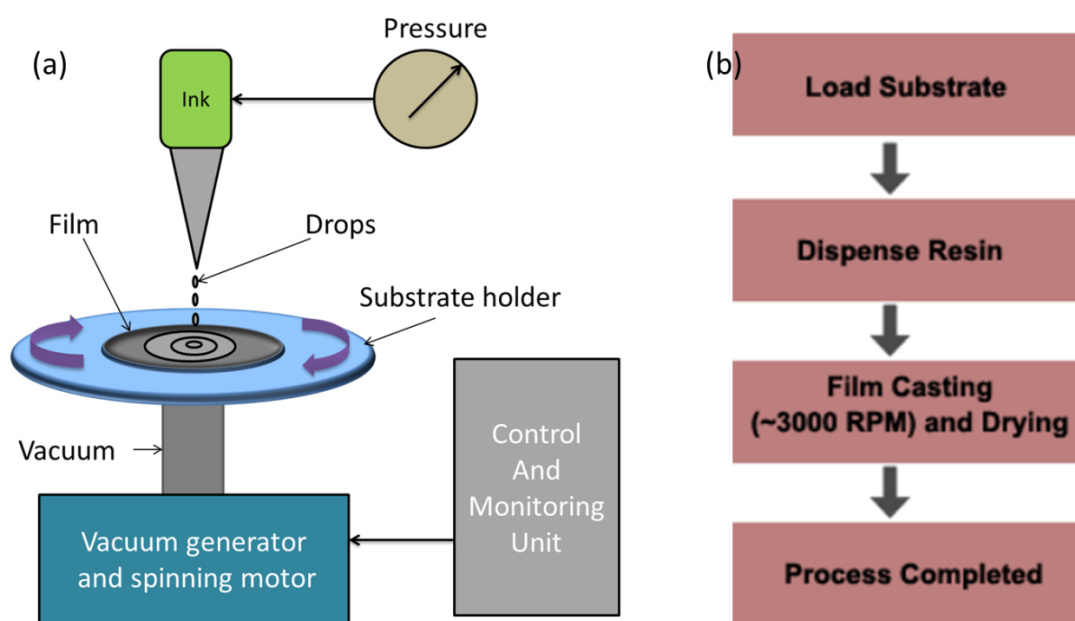 (a)
Pressure
Ink
Film
Drops
Substrate holder
Vacuum
Control
And
Monitoring
Unit
Vacuum generator
and spinning motor
(b)
Load Substrate
Dispense Resin
Film Casting
(~3000 RPM) and Drying
Process Completed